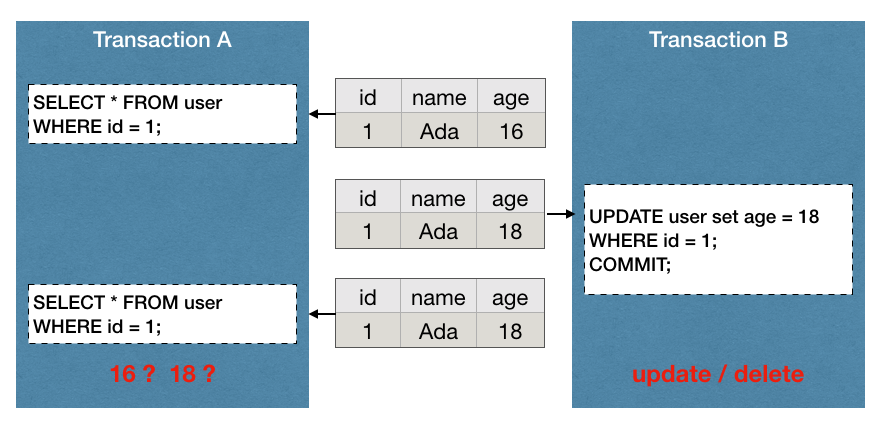 Transaction A
Transaction B
SELECT * FROM user
WHERE id = 1;
id name age
1 Ada 16
id name age
1 Ada 18
UPDATE user set age = 18
WHERE id = 1;
COMMIT;
SELECT * FROM user
WHERE id = 1;
id name age
1 Ada 18
16 ? 18 ?
update / delete